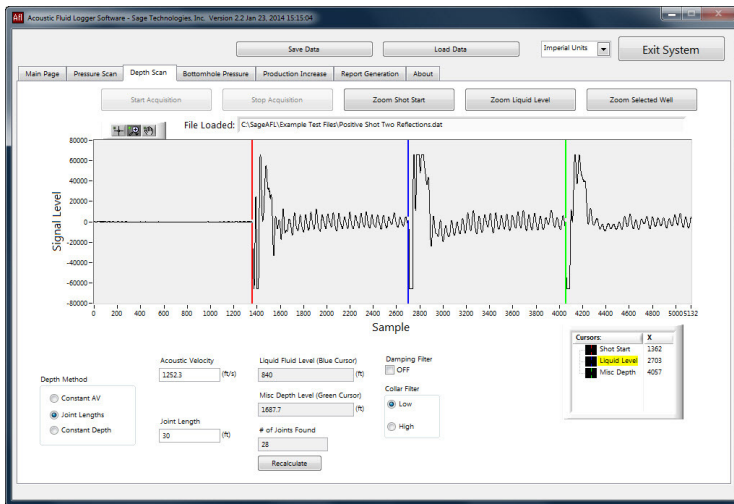 Afl Acoustic Fluid Logger Software - Sage Technologies, Inc. Version 2.2 Jan 23, 2014 15:15:04
Save Data Load Data Imperial Units Exit System
Main Page Pressure Scan Depth Scan Bottomhole Pressure Production Increase Report Generation About
Start Acquisition Stop Acquisition Zoom Shot Start Zoom Liquid Level Zoom Selected Well
File Loaded: C:\SageAFL\Example Test Files\Positive Shot Two Reflections.dat
80000
60000
40000
20000
0
-20000
-40000
-60000
-80000
Signal Level
0 200 400 600 800 1000 1200 1400 1600 1800 2000 2200 2400 2600 2800 3000 3200 3400 3600 3800 4000 4200 4400 4600 4800 5000 5132
Sample
Cursors: X
Shot Start 1362
Liquid Level 2703
Misc Depth 4057
Depth Method
Constant AV
Joint Lengths
Constant Depth
Acoustic Velocity
1252.3 (ft/s)
Joint Length
30 (ft)
Liquid Fluid Level (Blue Cursor)
840 (ft)
Misc Depth Level (Green Cursor)
1687.7 (ft)
# of Joints Found
28
Recalculate
Damping Filter
OFF
Collar Filter
Low
High